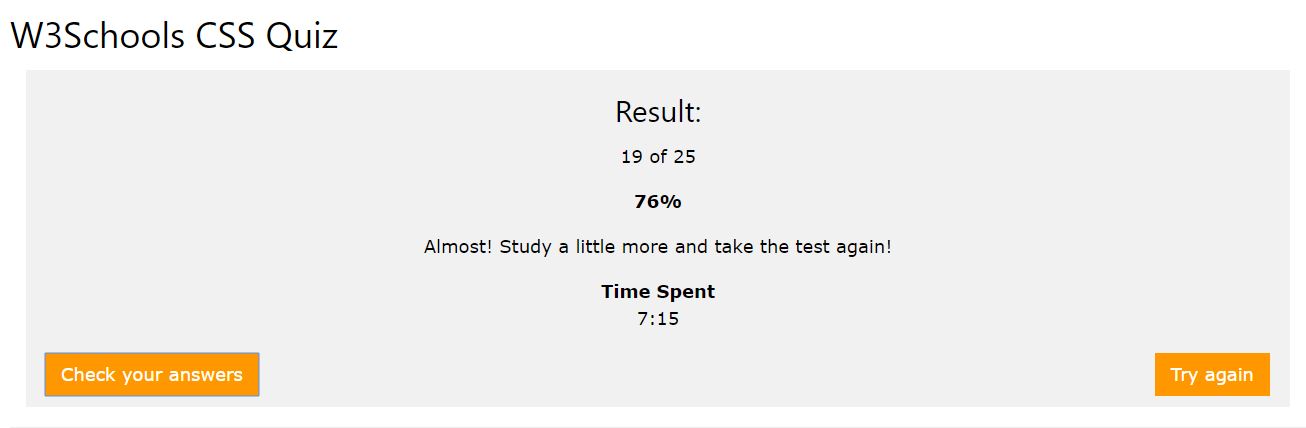 W3Schools CSS Quiz
Result:
19 of 25
76%
Almost! Study a little more and take the test again!
Time Spent
7:15
Check your answers
Try again